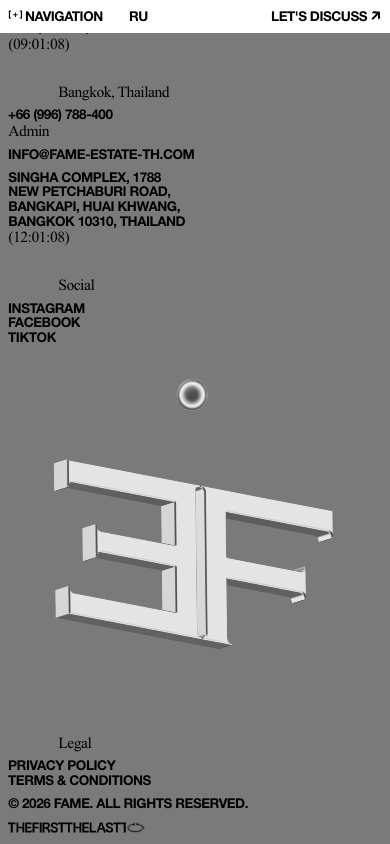 [+] NAVIGATION
RU
LET'S DISCUSS
(09:01:08)
Bangkok, Thailand
+66 (996) 788-400
Admin
INFO@FAME-ESTATE-TH.COM
SINGHA COMPLEX, 1788
NEW PETCHABURI ROAD,
BANGKAPI, HUAI KHWANG,
BANGKOK 10310, THAILAND
(12:01:08)
Social
INSTAGRAM
FACEBOOK
TIKTOK
Legal
PRIVACY POLICY
TERMS & CONDITIONS
© 2026 FAME. ALL RIGHTS RESERVED.
THEFIRSTTHELAST1